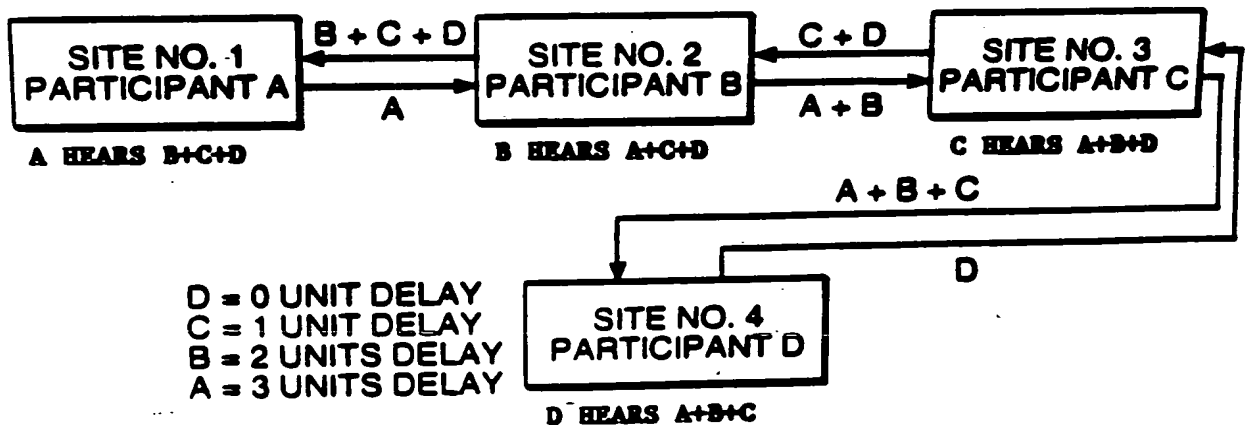 SITE NO. 1
PARTICIPANT A
B + C + D
A
SITE NO. 2
PARTICIPANT B
C + D
A + B
SITE NO. 3
PARTICIPANT C
A HEARS B+C+D
B HEARS A+C+D
C HEARS A+B+D
A + B + C
D
D = 0 UNIT DELAY
C = 1 UNIT DELAY
B = 2 UNITS DELAY
A = 3 UNITS DELAY
SITE NO. 4
PARTICIPANT D
D HEARS A+B+C